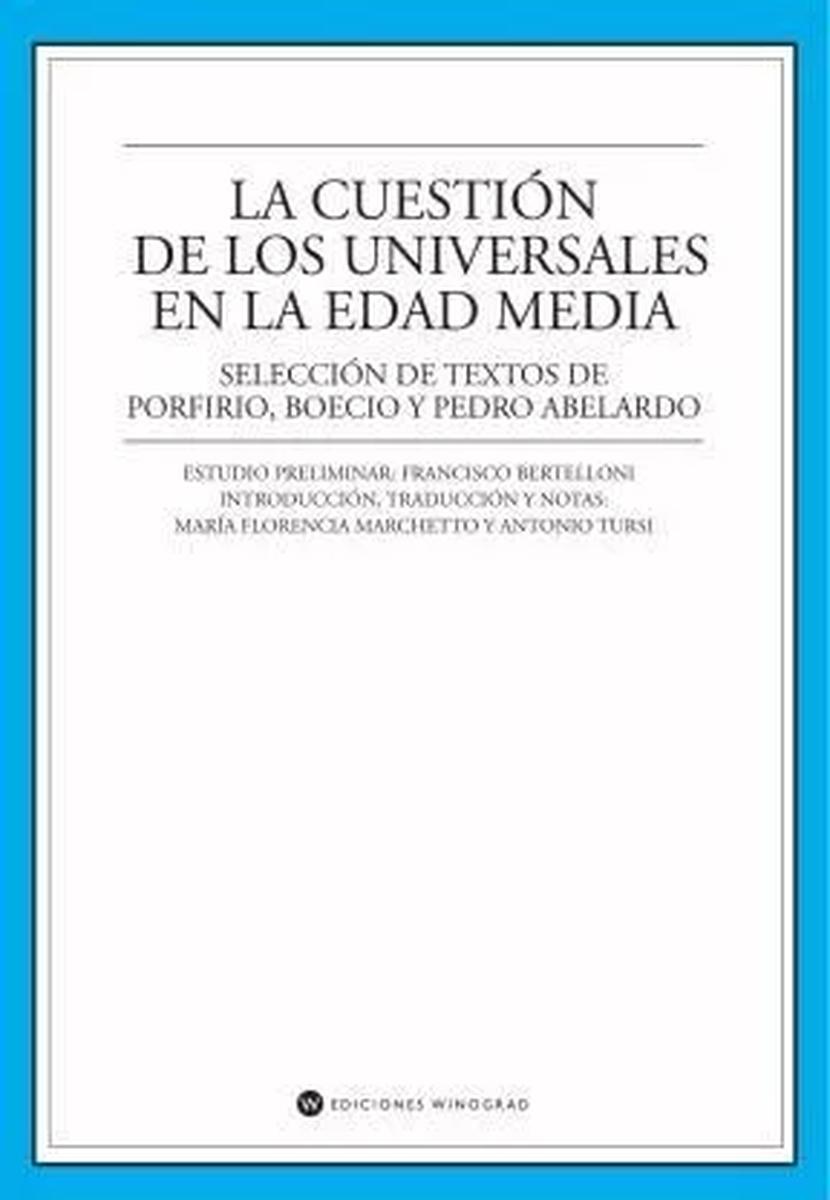 LA CUESTIÓN
DE LOS UNIVERSALES
EN LA EDAD MEDIA
SELECCIÓN DE TEXTOS DE
PORFIRIO, BOECIO Y PEDRO ABELARDO
ESTUDIO PRELIMINAR: FRANCISCO BERTELLONI
INTRODUCCIÓN, TRADUCCIÓN Y NOTAS:
MARÍA FLORENCIA MARCHETTO Y ANTONIO TURSI
W EDICIONES WINOGRAD